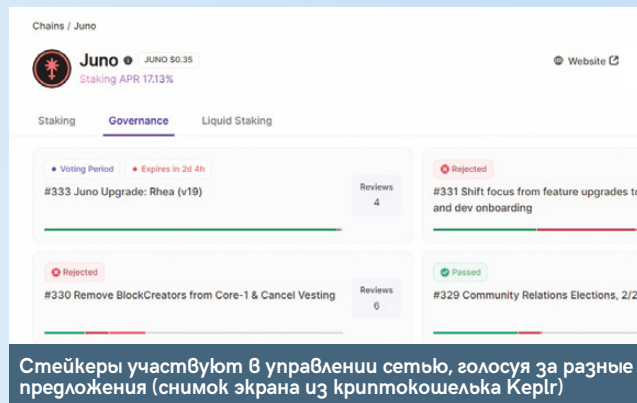 Chains / Juno
Juno JUNO $0.35
Website
Staking APR 17.13%
Staking Governance Liquid Staking
Voting Period Expires in 2d 4h
#333 Juno Upgrade: Rhea (v19)
Reviews
4
Rejected
#331 Shift focus from feature upgrades to
and dev onboarding
Rejected
#330 Remove BlockCreators from Core-1 & Cancel Vesting
Reviews
6
Passed
#329 Community Relations Elections, 2/2
Стейкеры участвуют в управлении сетью, голосуя за разные
предложения (снимок экрана из криптокошелька Keplr)